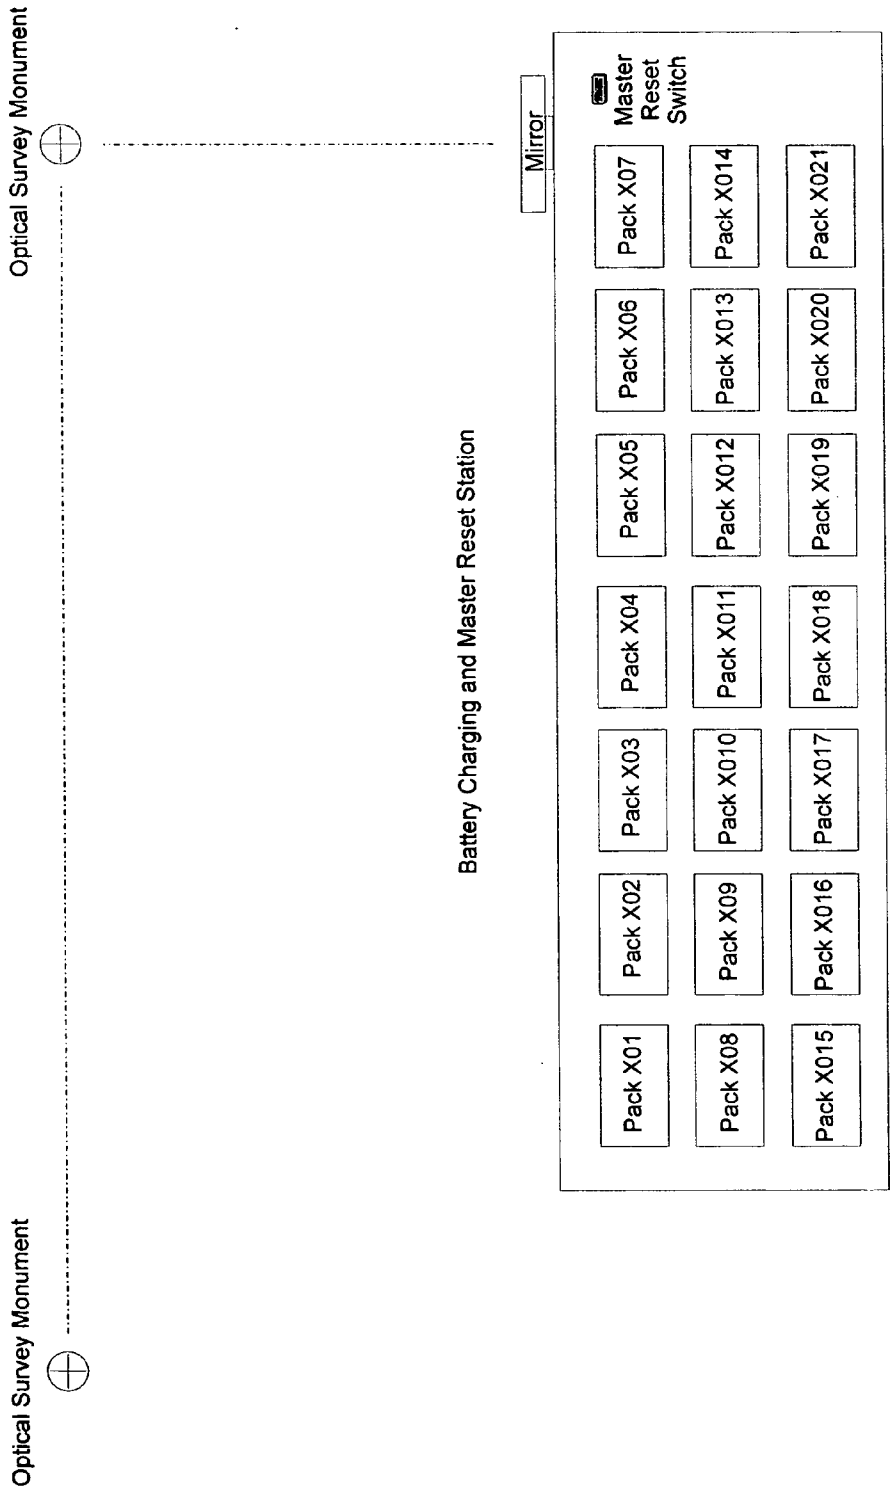 Optical Survey Monument
Optical Survey Monument
Battery Charging and Master Reset Station
Mirror
Master
Reset
Switch
Pack X01
Pack X02
Pack X03
Pack X04
Pack X05
Pack X06
Pack X07
Pack X08
Pack X09
Pack X010
Pack X011
Pack X012
Pack X013
Pack X014
Pack X015
Pack X016
Pack X017
Pack X018
Pack X019
Pack X020
Pack X021